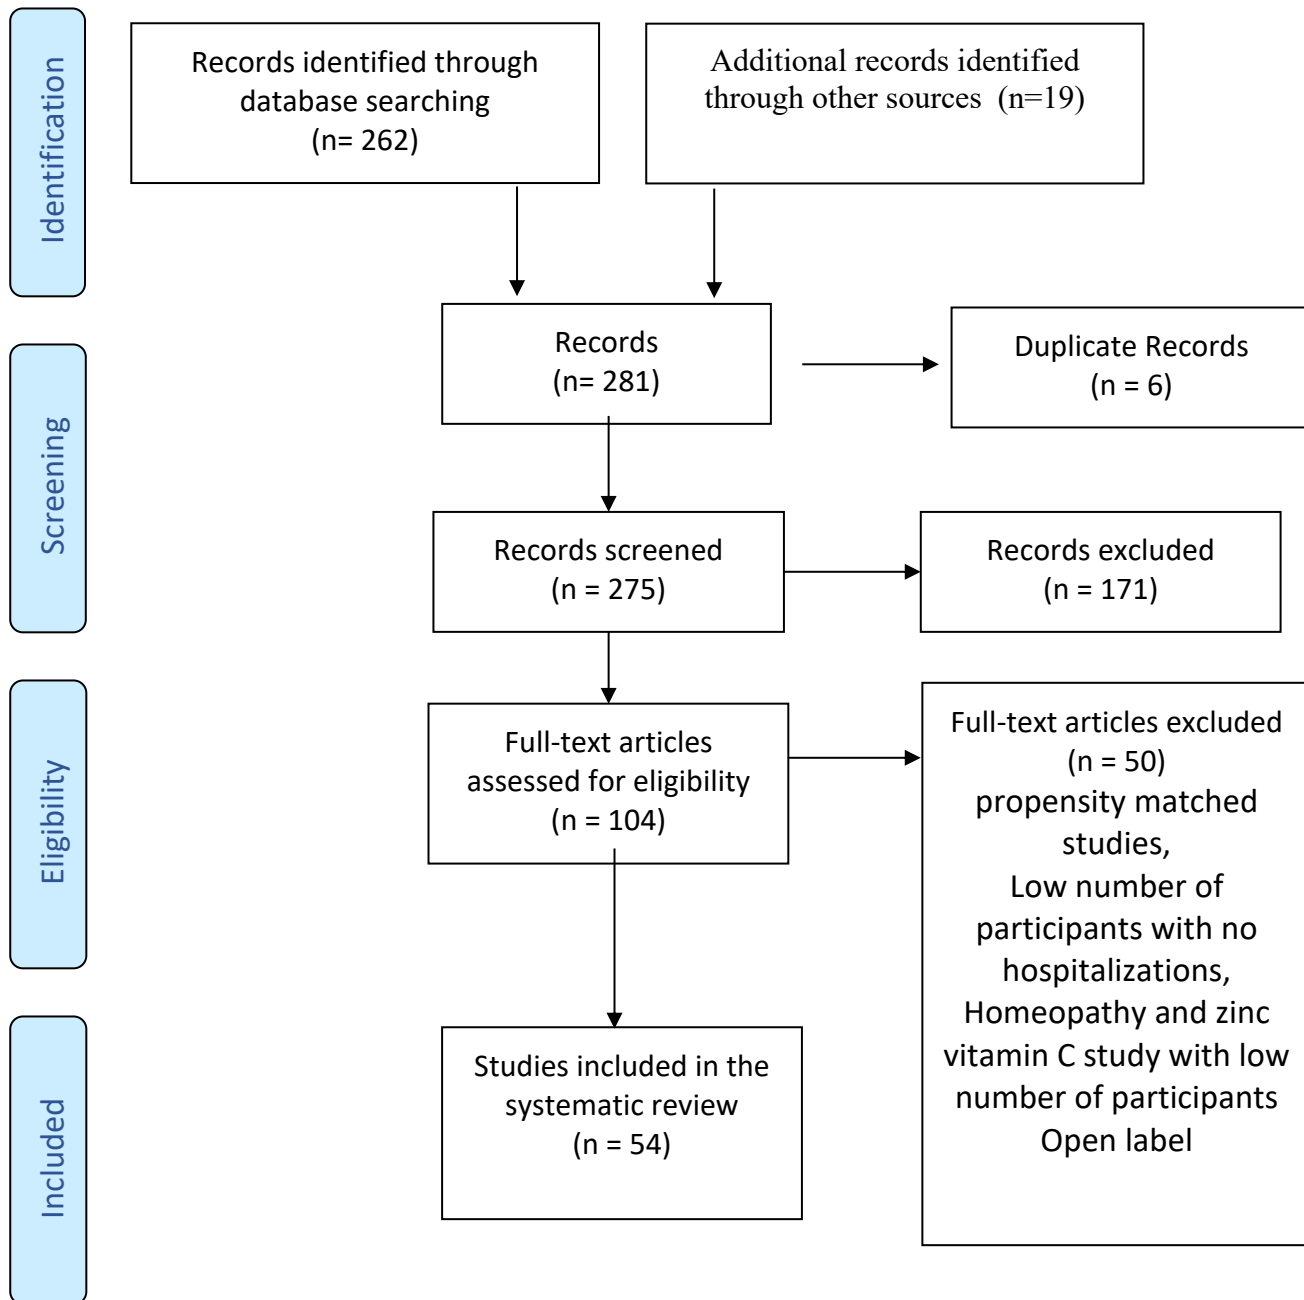 Identification
Records identified through
database searching
(n= 262)
Additional records identified
through other sources  (n=19)
Screening
Records
(n= 281)
Duplicate Records
(n = 6)
Records screened
(n = 275)
Records excluded
(n = 171)
Eligibility
Full-text articles
assessed for eligibility
(n = 104)
Full-text articles excluded
(n = 50)
propensity matched
studies,
Low number of
participants with no
hospitalizations,
Homeopathy and zinc
vitamin C study with low
number of participants
Open label
Included
Studies included in the
systematic review
(n = 54)